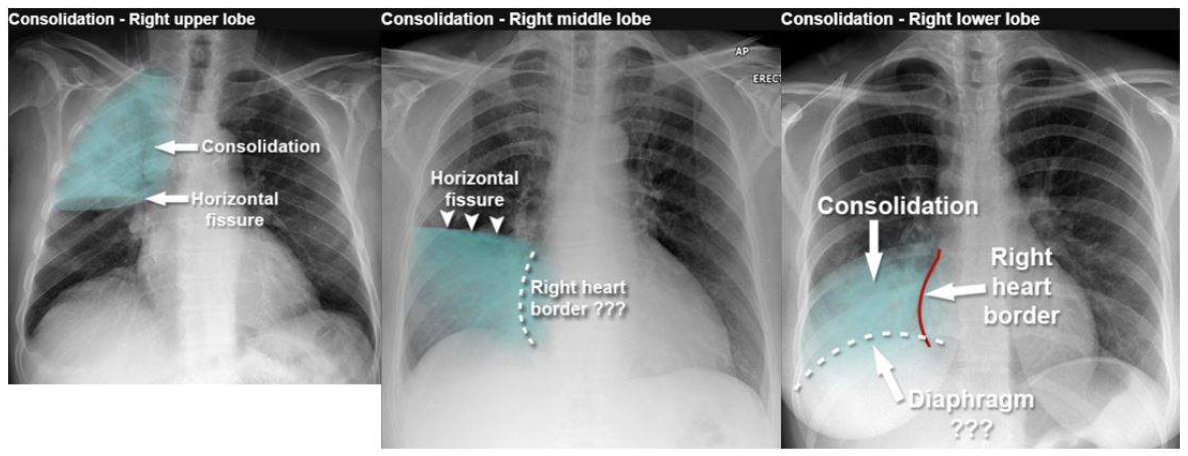 Consolidation - Right upper lobe
Consolidation
Horizontal
fissure
Consolidation - Right middle lobe
AP
ERECT
Horizontal
fissure
Right heart
border ???
Consolidation - Right lower lobe
Consolidation
Right
heart
border
Diaphragm
???